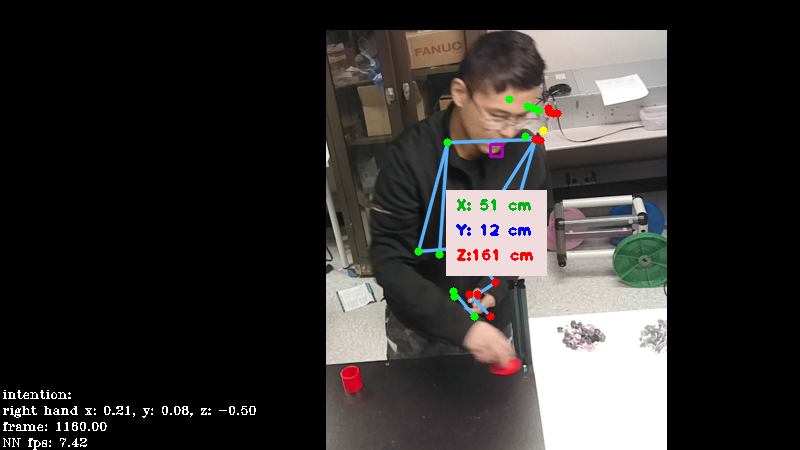 FANUC
X: 51 cm
Y: 12 cm
Z:161 cm
intention:
right hand x: 0.21, y: 0.08, z: -0.50
frame: 1160.00
NN fps: 7.42